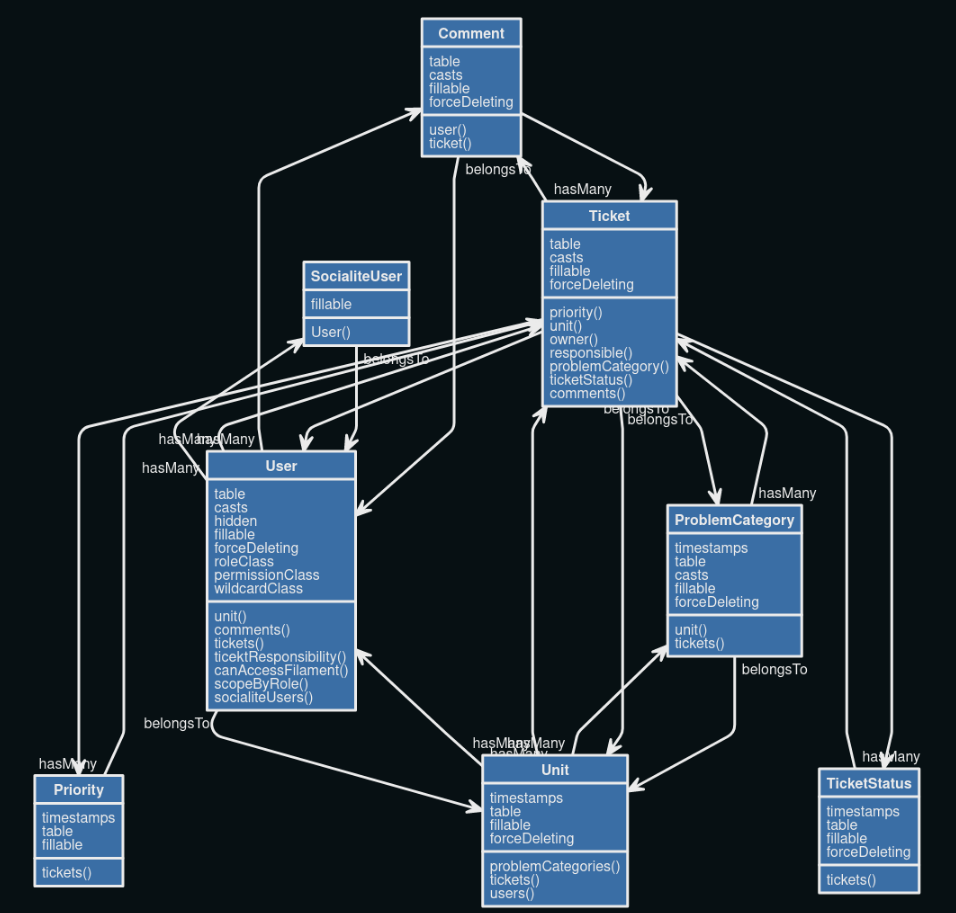 Comment
table
casts
fillable
forceDeleting
user()
ticket()
belongsTo
hasMany
Ticket
table
casts
fillable
forceDeleting
priority()
unit()
owner()
responsible()
problemCategory()
ticketStatus()
comments()
SocialiteUser
fillable
User()
belongsTo
belongsTo
belongsTo
hasMany
hasMany
hasMany
User
table
casts
hidden
fillable
forceDeleting
roleClass
permissionClass
wildcardClass
unit()
comments()
tickets()
ticektResponsibility()
canAccessFilament()
scopeByRole()
socialiteUsers()
hasMany
ProblemCategory
timestamps
table
casts
fillable
forceDeleting
unit()
tickets()
belongsTo
belongsTo
hasMany
hasMany
hasMany
hasMany
Priority
timestamps
table
fillable
tickets()
Unit
timestamps
table
fillable
forceDeleting
problemCategories()
tickets()
users()
hasMany
TicketStatus
timestamps
table
fillable
forceDeleting
tickets()